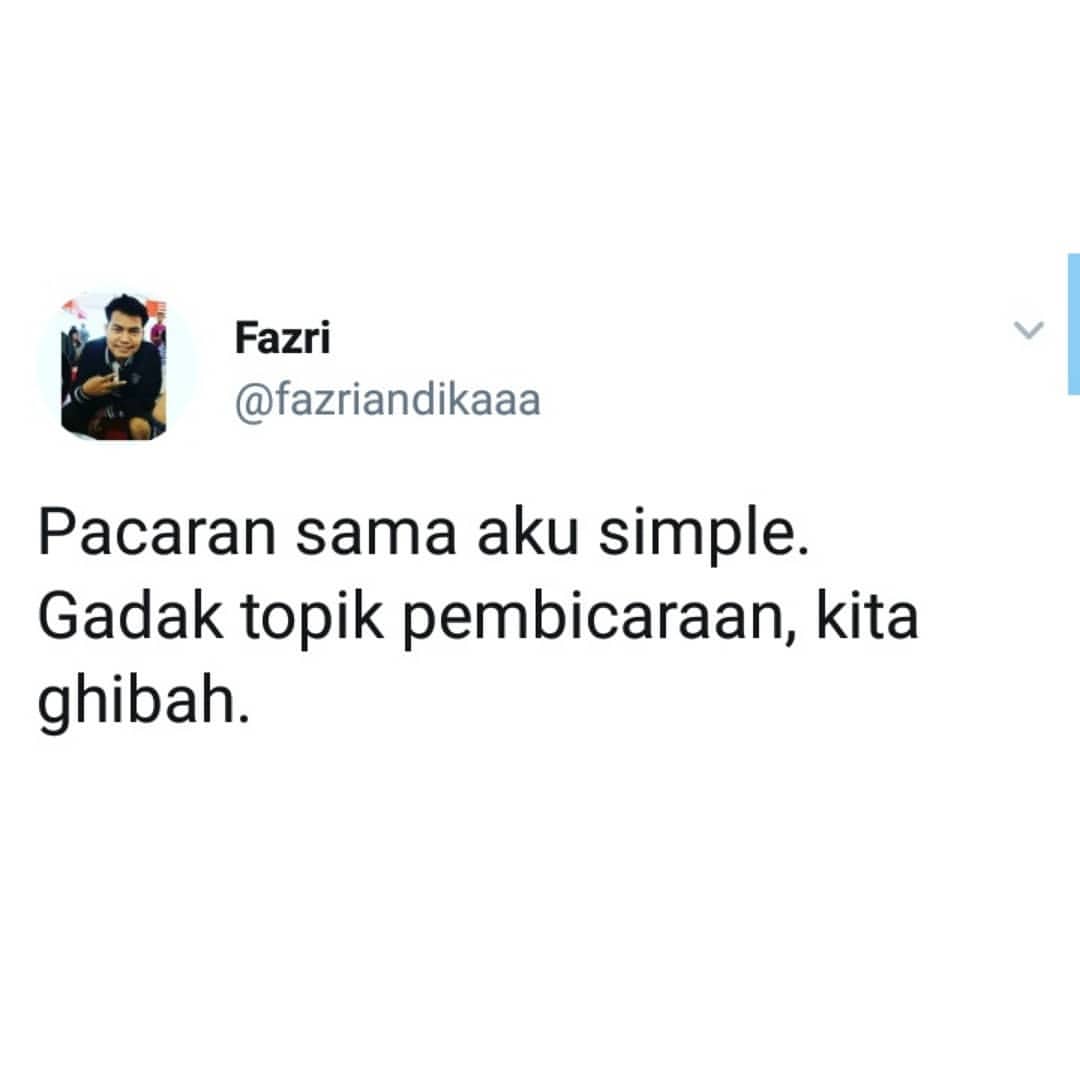 Fazri
@fazriandikaaa
Pacaran sama aku simple.
Gadak topik pembicaraan, kita
ghibah.